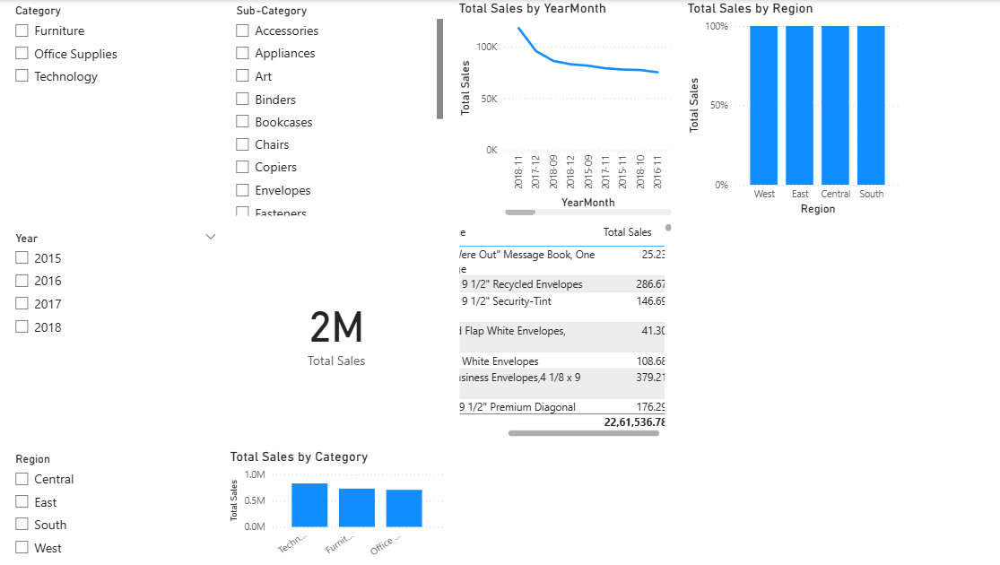 Category
Furniture
Office Supplies
Technology
Sub-Category
Accessories
Appliances
Art
Binders
Bookcases
Chairs
Copiers
Envelopes
Fasteners
Total Sales by YearMonth
Total Sales
100K
50K
0K
2018-11
2017-12
2018-09
2018-12
2015-09
2017-11
2015-11
2018-10
2016-11
YearMonth
Total Sales by Region
Total Sales
100%
50%
0%
West
East
Central
South
Region
Year
2015
2016
2017
2018
2M
Total Sales
e Total Sales
Were Out" Message Book, One 25.23
ge
9 1/2" Recycled Envelopes 286.67
9 1/2" Security-Tint 146.69
d Flap White Envelopes, 41.30
White Envelopes 108.68
usiness Envelopes,4 1/8 x 9 379.21
9 1/2" Premium Diagonal 176.29
22,61,536.78
Region
Central
East
South
West
Total Sales by Category
Total Sales
1.0M
0.5M
0.0M
Techn...
Furnit...
Office ...